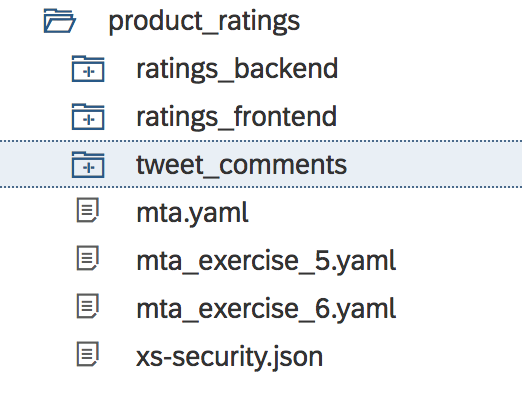 product_ratings
ratings_backend
ratings_frontend
tweet_comments
mta.yaml
mta_exercise_5.yaml
mta_exercise_6.yaml
xs-security.json